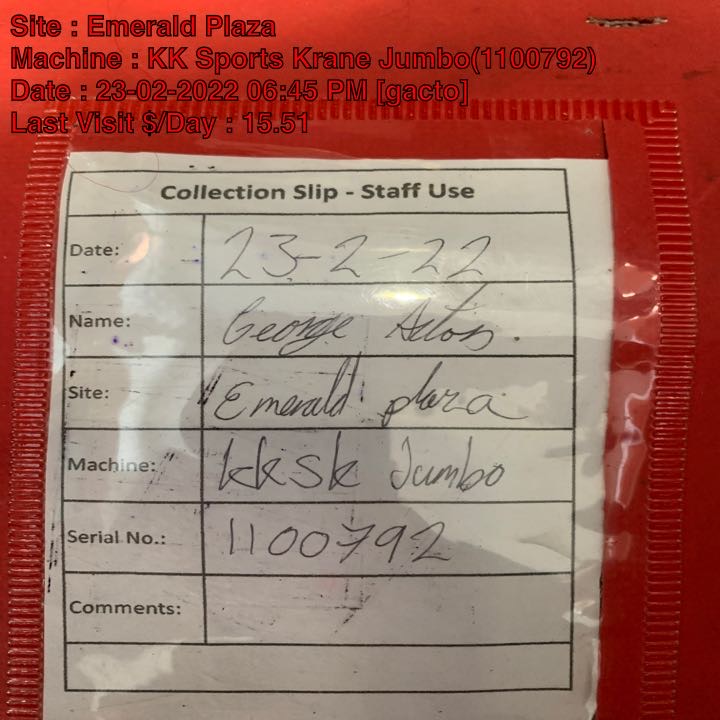 Site : Emerald Plaza
Machine : KK Sports Krane Jumbo(1100792)
Date : 23-02-2022 06:45 PM [gacto]
Last Visit $/Day : 15.51
Collection Slip - Staff Use
Date: 23-2-22
Name: George
Site: Emerald plaza
Machine: kksk Jumbo
Serial No.: 1100792
Comments: